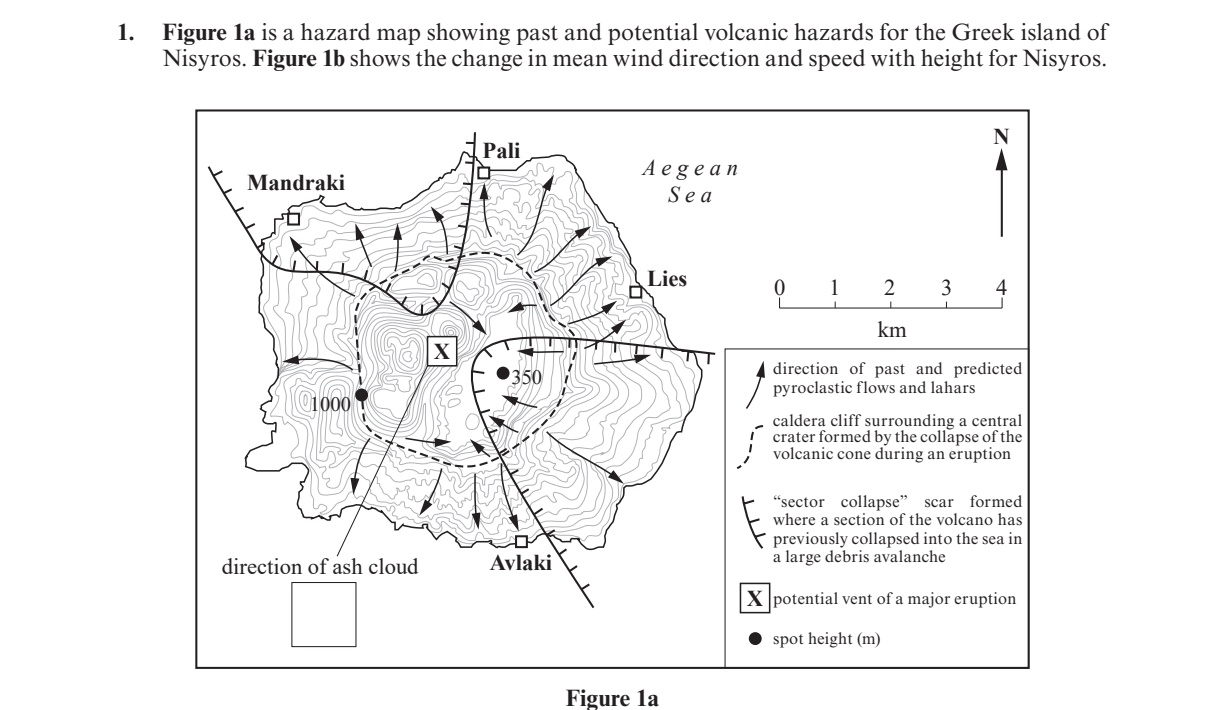 1. Figure 1a is a hazard map showing past and potential volcanic hazards for the Greek island of
Nisyros. Figure 1b shows the change in mean wind direction and speed with height for Nisyros.
N
Pali
Aegean
Sea
Mandraki
Lies
0 1 2 3 4
km
X
350
1000
direction of past and predicted
pyroclastic flows and lahars
caldera cliff surrounding a central
crater formed by the collapse of the
volcanic cone during an eruption
“sector collapse” scar formed
where a section of the volcano has
previously collapsed into the sea in
a large debris avalanche
direction of ash cloud
Avlaki
X potential vent of a major eruption
spot height (m)
Figure 1a